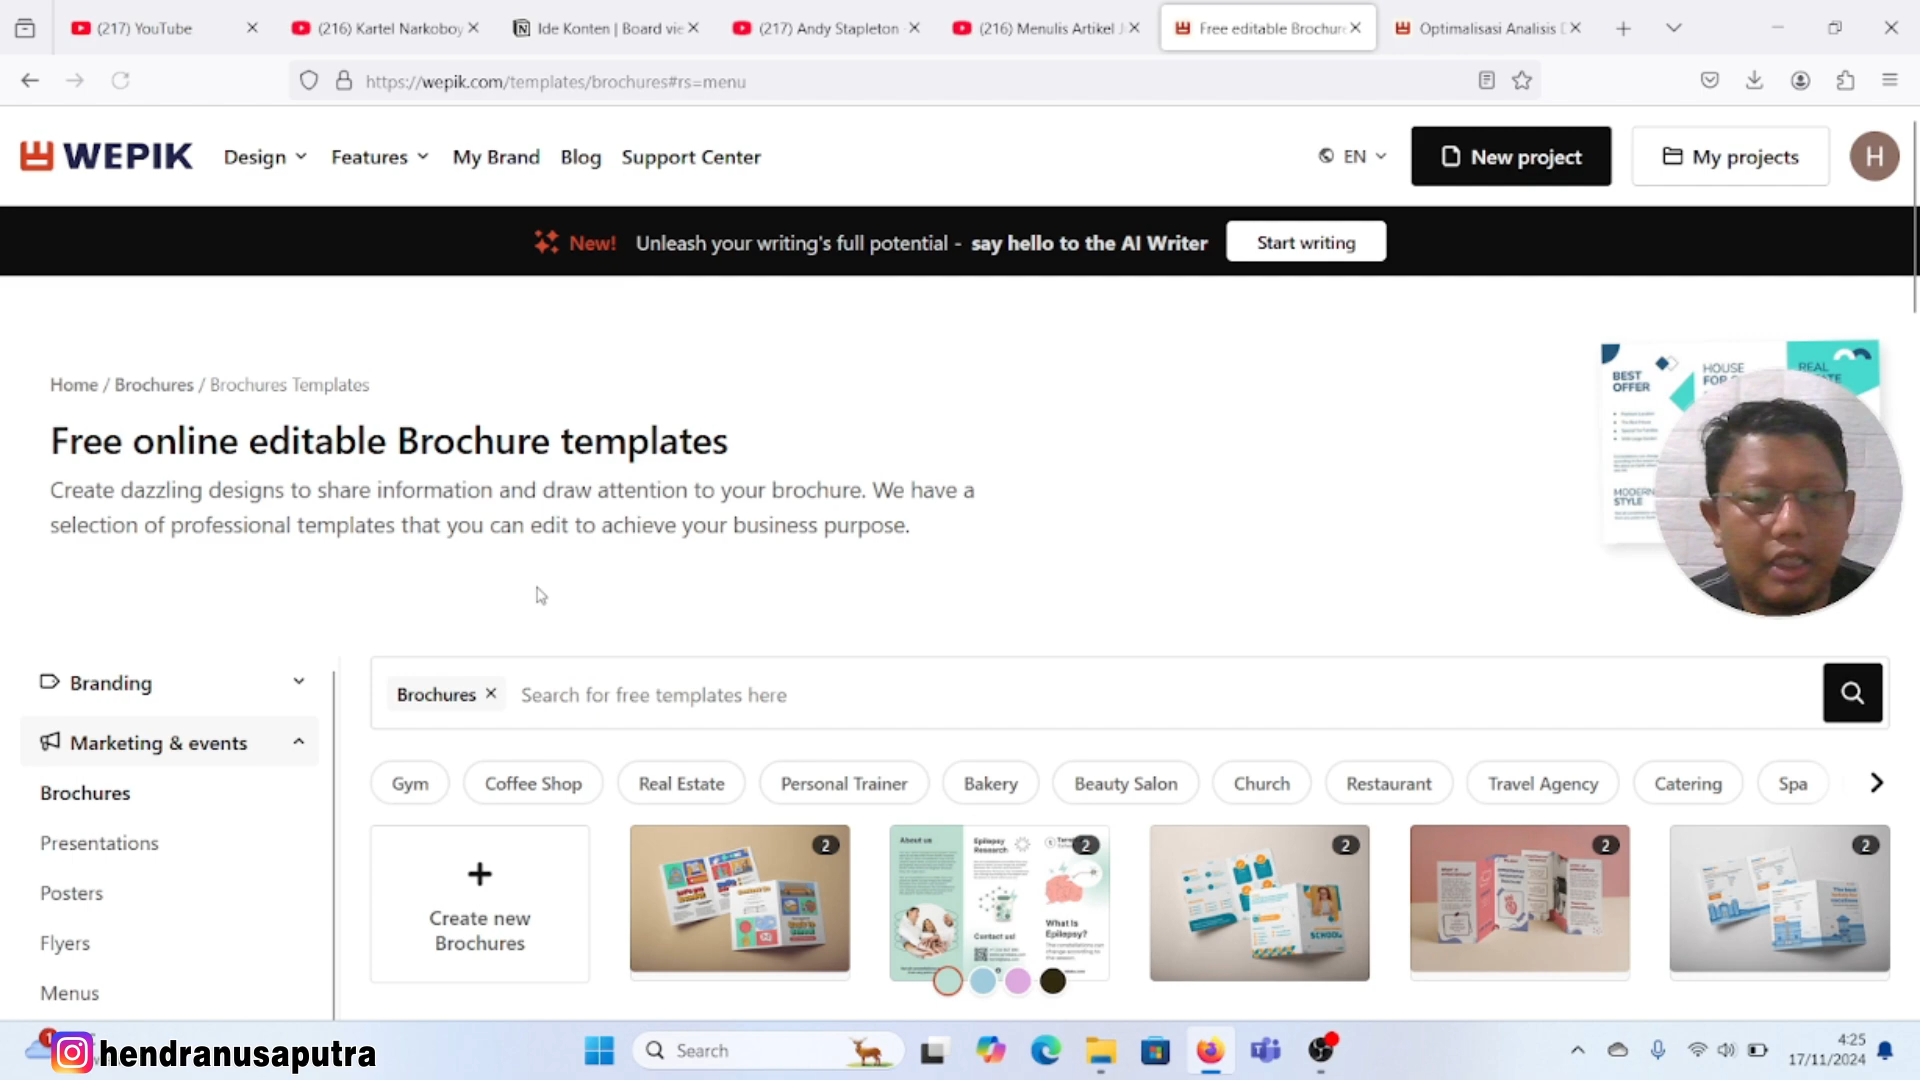 (217) YouTube
(216) Kartel Narkoboy
Ide Konten | Board vie
(217) Andy Stapleton
(216) Menulis Artikel J
Free editable Brochure
Optimalisasi Analisis D
https://wepik.com/templates/brochures#rs=menu
WEPIK
Design
Features
My Brand
Blog
Support Center
EN
New project
My projects
H
New! Unleash your writing's full potential - say hello to the AI Writer
Start writing
Home / Brochures / Brochures Templates
Free online editable Brochure templates
Create dazzling designs to share information and draw attention to your brochure. We have a
selection of professional templates that you can edit to achieve your business purpose.
BEST
OFFER
HOUSE
REAL
MODERN
STYLE
Branding
Marketing & events
Brochures
Presentations
Posters
Flyers
Menus
Brochures
Search for free templates here
Gym
Coffee Shop
Real Estate
Personal Trainer
Bakery
Beauty Salon
Church
Restaurant
Travel Agency
Catering
Spa
Create new
Brochures
2
About us
Epilepsy
Research
Contact us!
What Is
Epilepsy?
2
SCHOOL
2
2
2
hendranusaputra
Search
4:25
17/11/2024